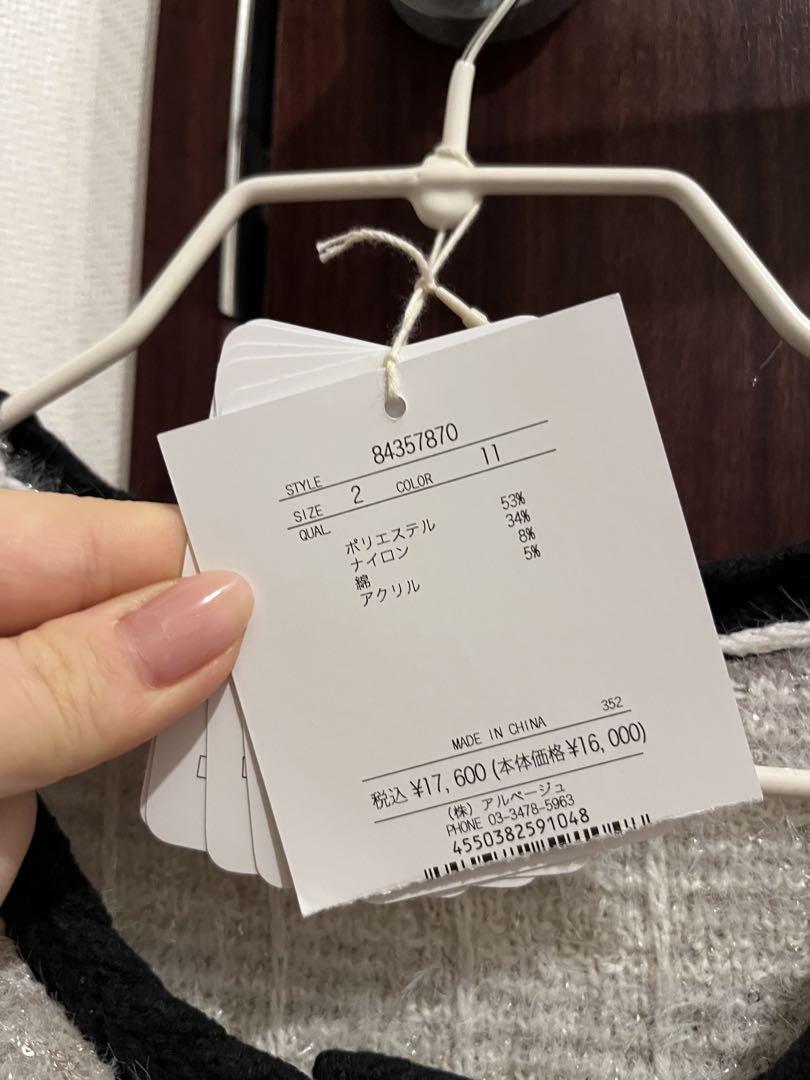 STYLE 84357870
SIZE 2 COLOR 11
QUAL
ポリエステル 53%
ナイロン 34%
綿 8%
アクリル 5%
352
MADE IN CHINA
税込 ¥17,600 (本体価格¥16,000)
(株) アルページュ
PHONE 03-3478-5963
4550382591048